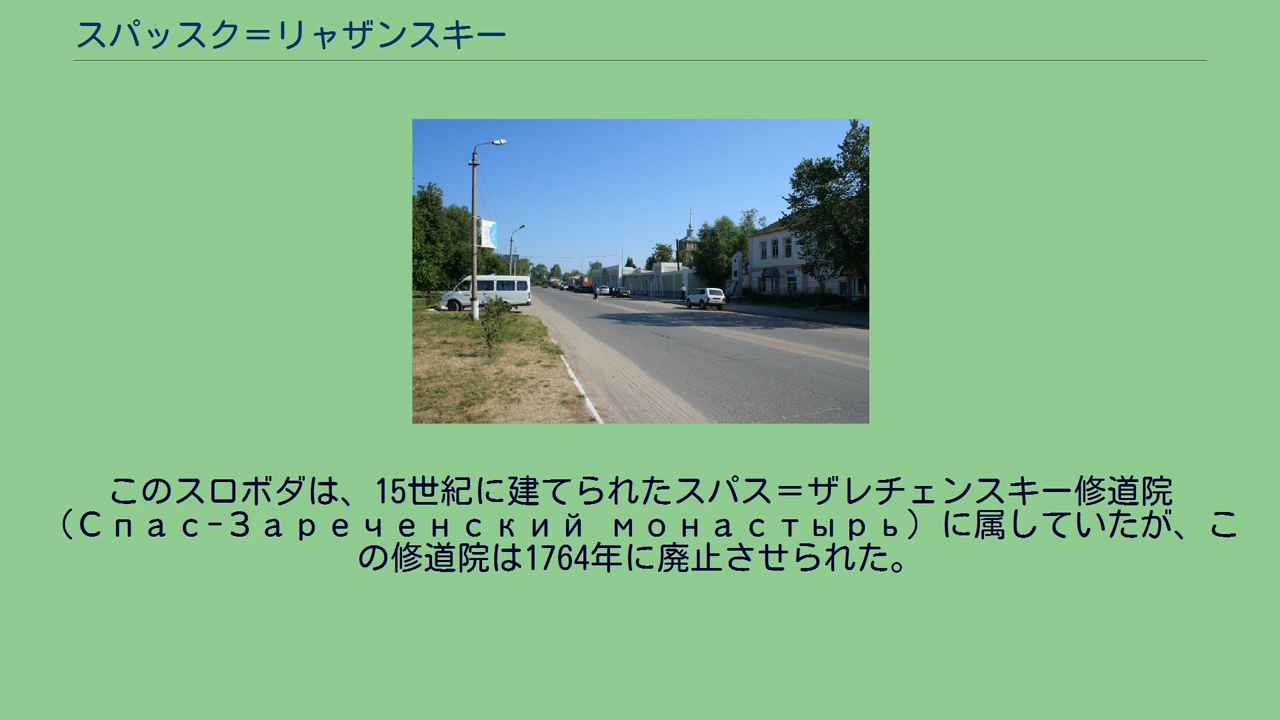 スパッスク＝リャザンスキー
このスロボダは、15世紀に建てられたスパス＝ザレチェンスキー修道院
（Спас-Зареченский монастырь）に属していたが、こ
の修道院は1764年に廃止させられた。